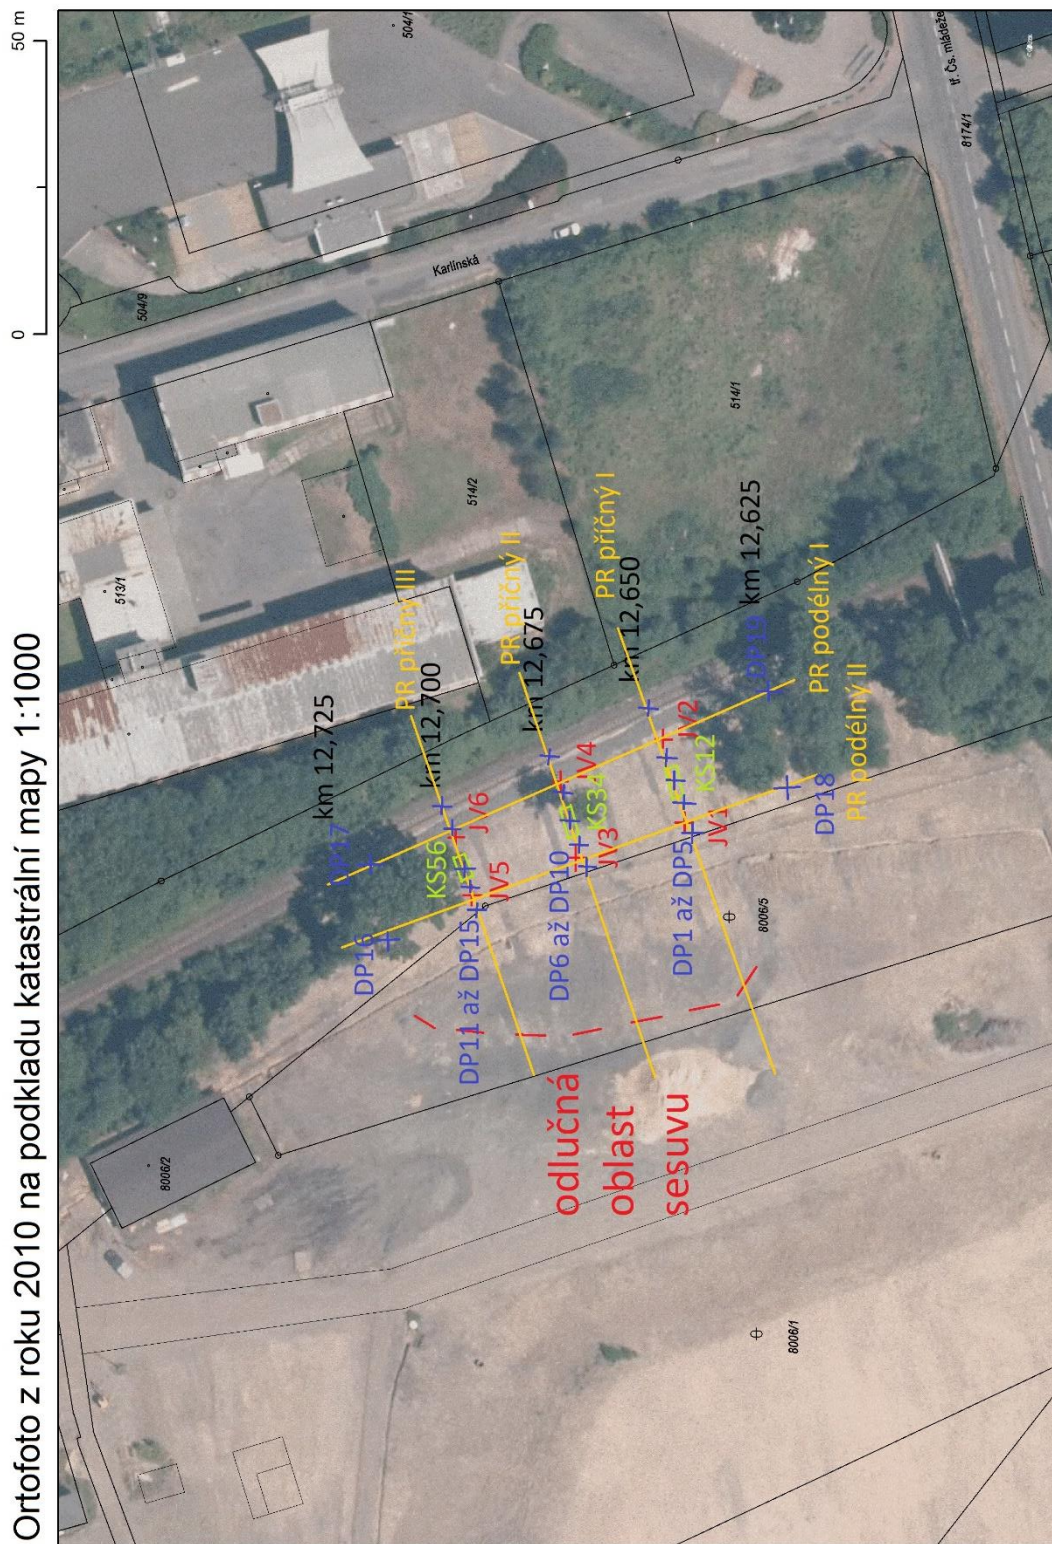 Ortofoto z roku 2010 na podkladu katastrální mapy 1:1000
0
50 m
504/1
504/9
tř. Čs. mládeže
8174/1
Karlínská
514/1
514/2
513/1
PR příčný III
PR příčný II
PR příčný I
km 12,725
km 12,700
km 12,675
km 12,650
km 12,625
DP17
DP16
KS56
JV6
JV5
DP11 až DP15
JV4
KS34
JV3
DP6 až DP10
JV2
KS12
JV1
DP1 až DP5
DP19
DP18
PR podélný I
PR podélný II
8006/5
8006/2
8006/1
odlučná
oblast
sesuvu